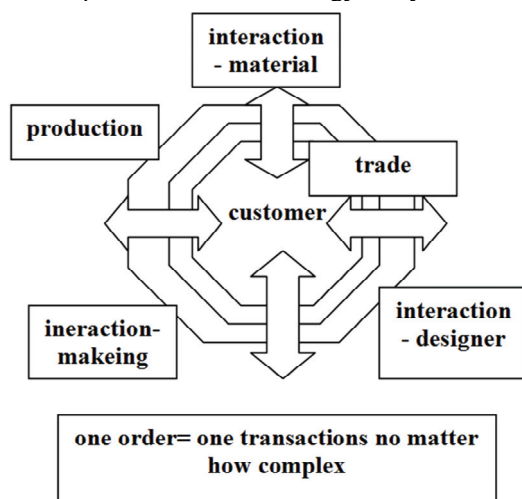 interaction
- material
production
trade
customer
ineraction-
makeing
interaction
- designer
one order= one transactions no matter
how complex